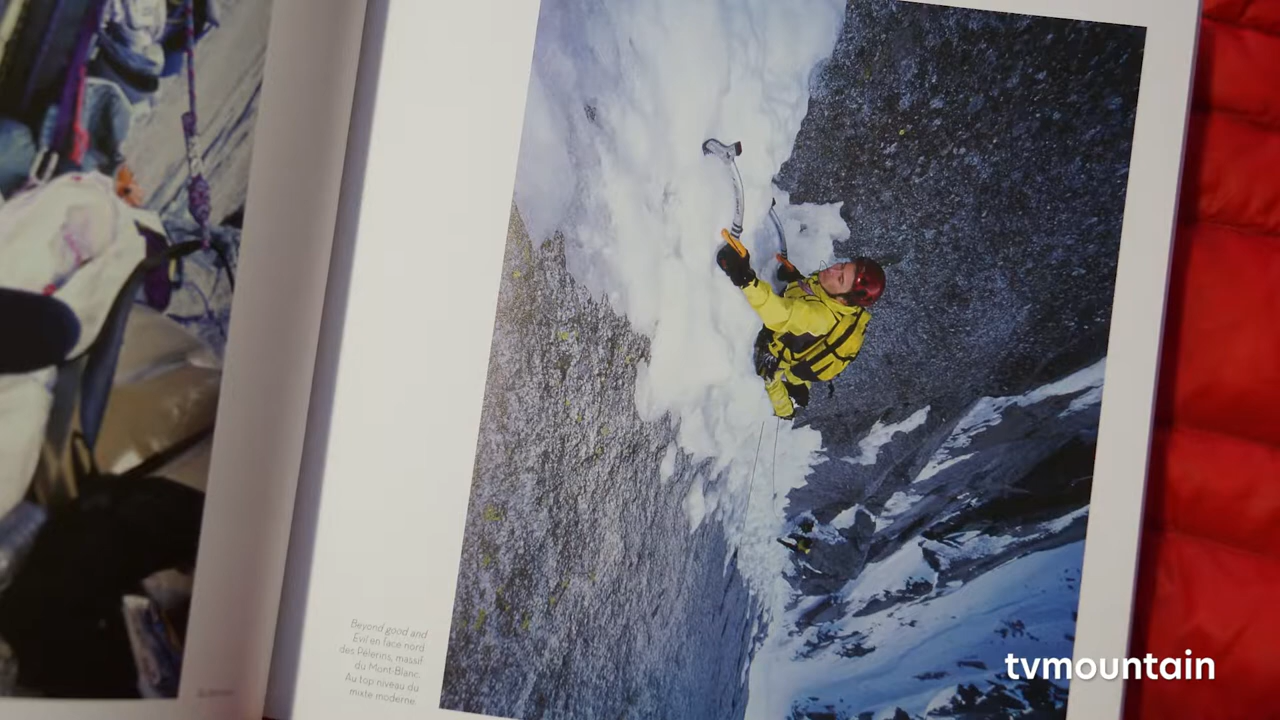 Beyond good and
Evil en face nord
des Pélerins, massif
du Mont-Blanc.
Au top niveau du
mixte moderne.
tvmountain